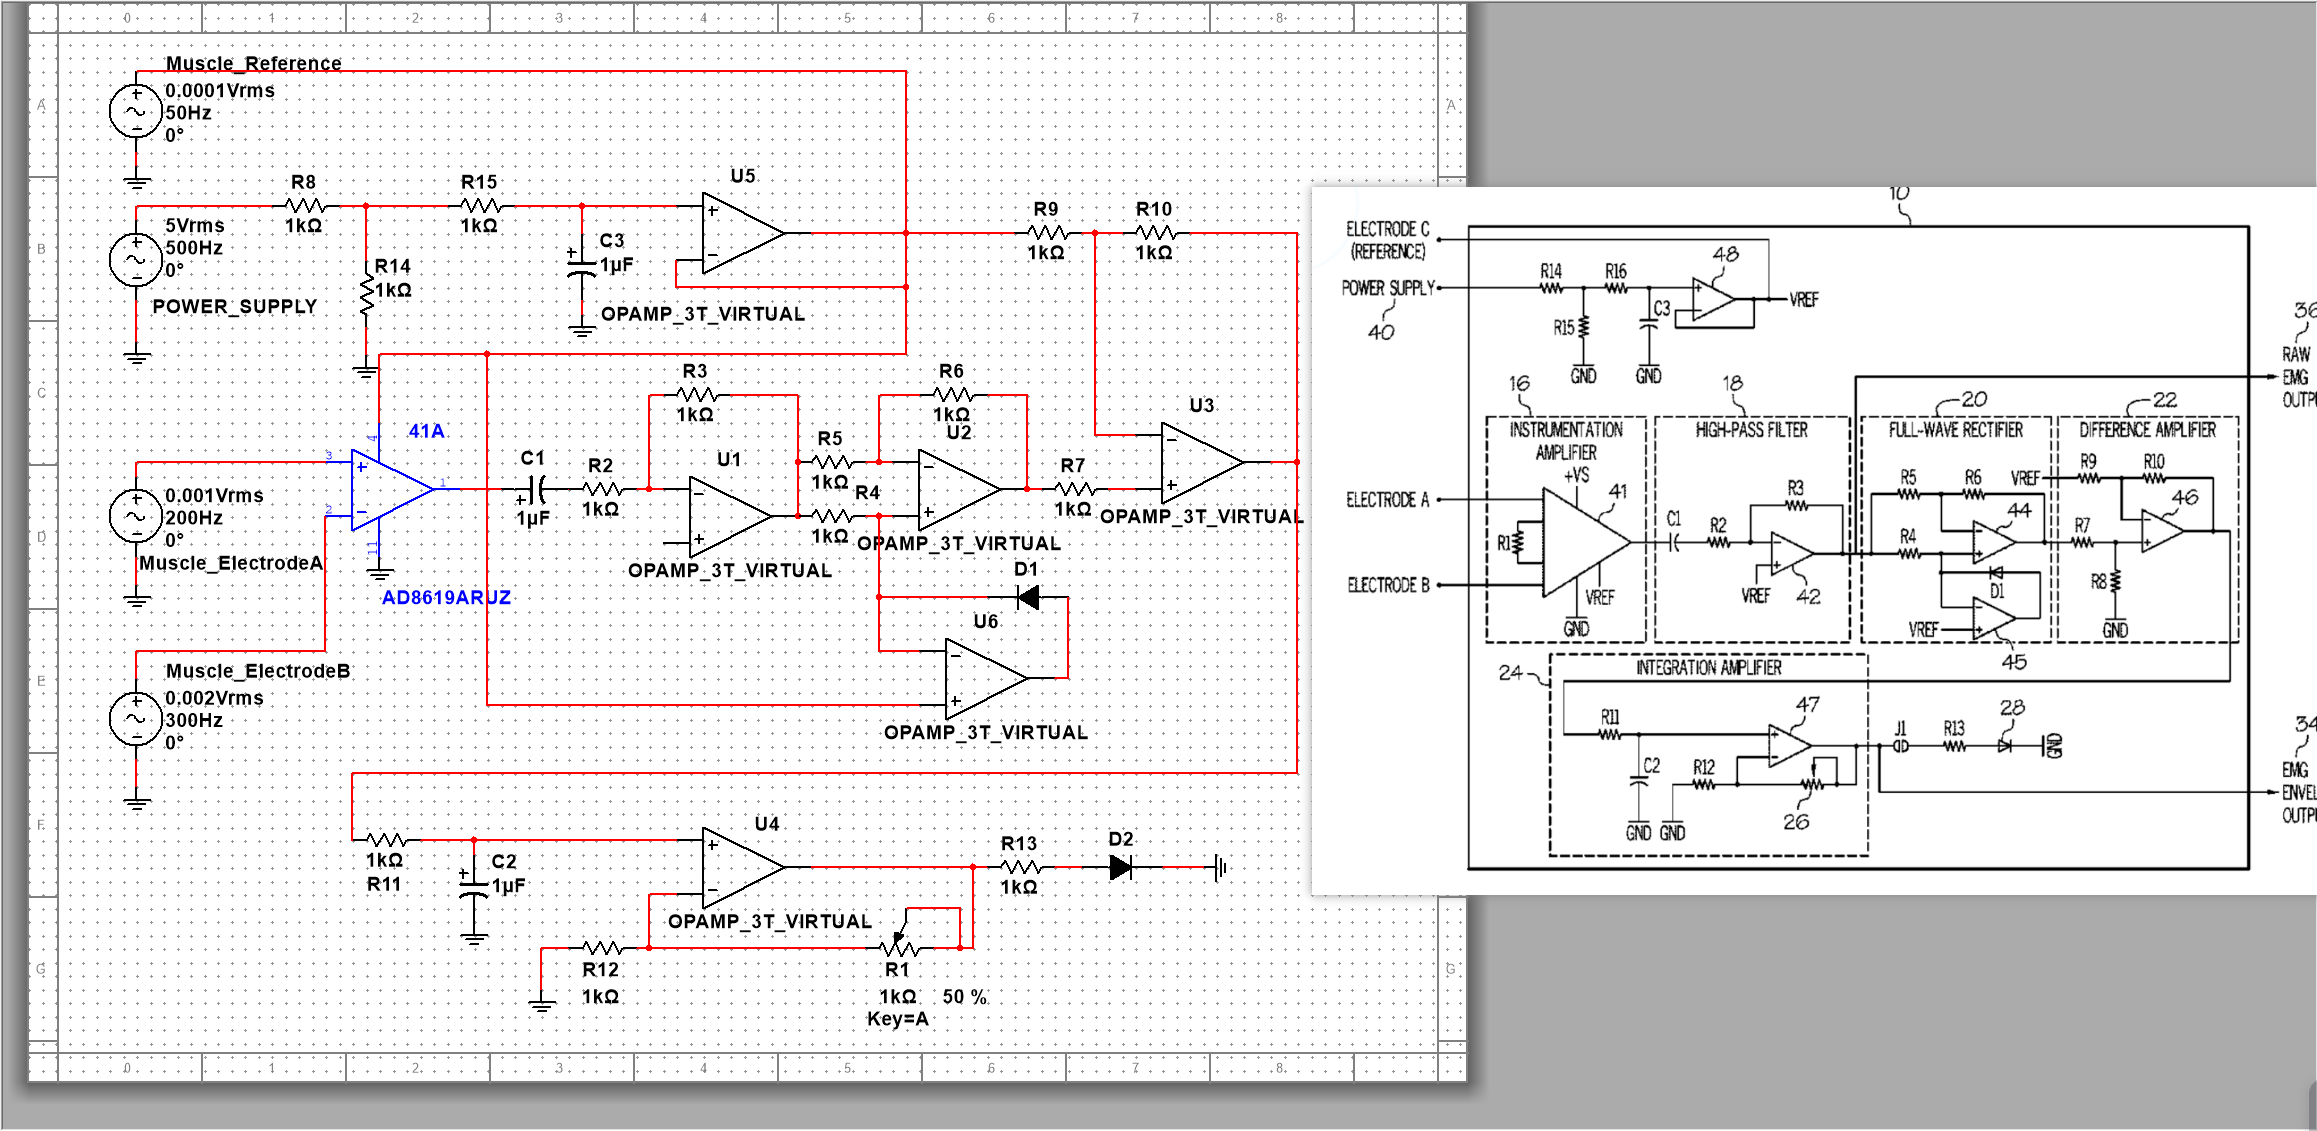 0 1 2 3 4 5 6 7 8
A
B
C
D
E
F
G
A
G
Muscle_Reference
0.0001Vrms
50Hz
0°
R8
1kΩ
R15
1kΩ
U5
5Vrms
500Hz
0°
POWER_SUPPLY
R14
1kΩ
C3
1µF
OPAMP_3T_VIRTUAL
R9
1kΩ
R10
1kΩ
R3
1kΩ
R6
1kΩ
U2
U3
41A
4
3
1
2
11
AD8619ARUZ
0.001Vrms
200Hz
0°
Muscle_ElectrodeA
C1
1µF
R2
1kΩ
U1
OPAMP_3T_VIRTUAL
R5
1kΩ
R4
1kΩ
OPAMP_3T_VIRTUAL
R7
1kΩ
OPAMP_3T_VIRTUAL
D1
U6
OPAMP_3T_VIRTUAL
Muscle_ElectrodeB
0.002Vrms
300Hz
0°
1kΩ
R11
C2
1µF
U4
OPAMP_3T_VIRTUAL
R13
1kΩ
D2
R12
1kΩ
R1
1kΩ 50 %
Key=A
0 1 2 3 4 5 6 7 8
10
ELECTRODE C
(REFERENCE)
POWER SUPPLY
40
R14
R16
48
VREF
R15
C3
GND
GND
36
RAW
EMG
16
18
20
22
INSTRUMENTATION
AMPLIFIER
HIGH-PASS FILTER
FULL-WAVE RECTIFIER
DIFFERENCE AMPLIFIER
+VS
41
ELECTRODE A
R1
ELECTRODE B
VREF
GND
C1
R2
R3
VREF
42
R5
R6
44
R4
D1
VREF
45
VREF
R9
R10
46
R7
R8
GND
24
INTEGRATION AMPLIFIER
R11
C2
GND
GND
R12
47
26
J1
R13
28
GND
34
EMG